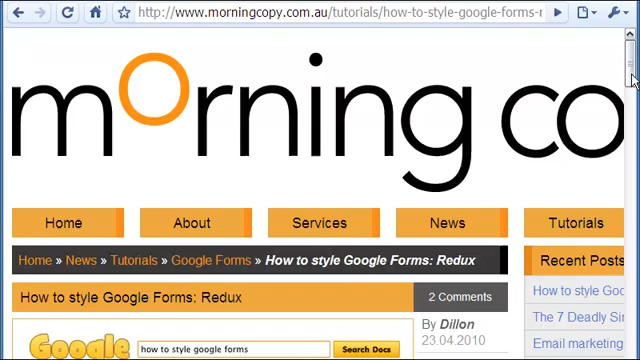 http://www.morningcopy.com.au/tutorials/how-to-style-google-forms-r
morning co
Home About Services News Tutorials
Home » News » Tutorials » Google Forms » How to style Google Forms: Redux
Recent Posts
How to style Google Forms: Redux
2 Comments
How to style Goo
The 7 Deadly Sin
Email marketing
By Dillon
23.04.2010
Google
how to style google forms
Search Docs